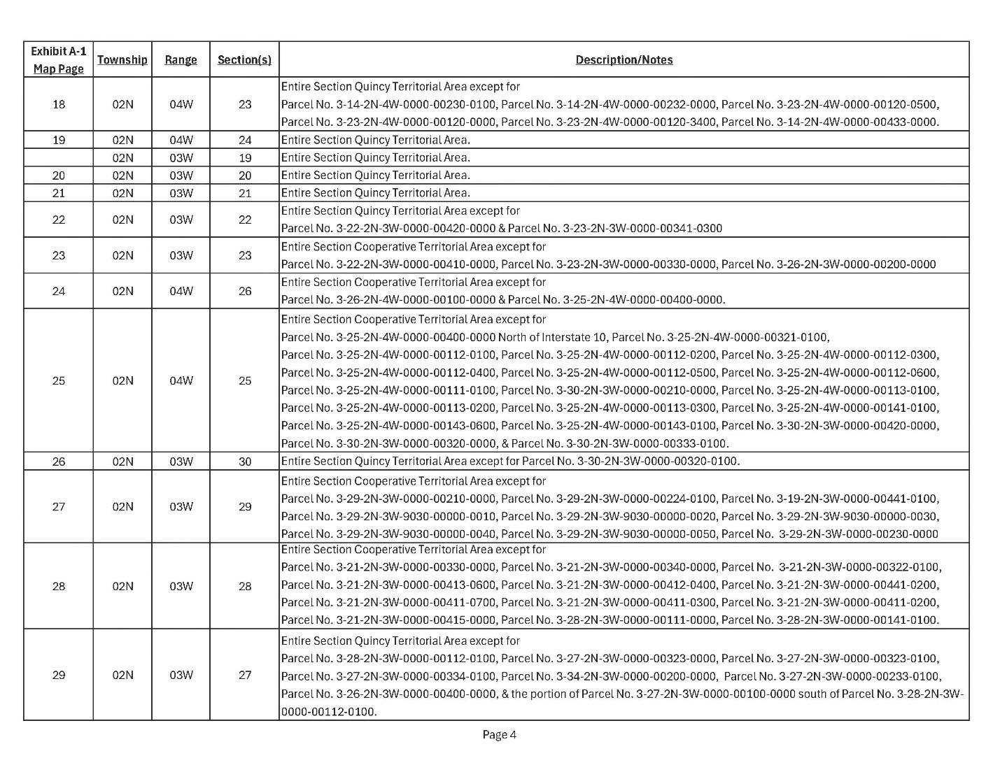 Exhibit A-1
Map Page
Township
Range
Section(s)
Description/Notes
18
02N
04W
23
Entire Section Quincy Territorial Area except for
Parcel No. 3-14-2N-4W-0000-00230-0100, Parcel No. 3-14-2N-4W-0000-00232-0000, Parcel No. 3-23-2N-4W-0000-00120-0500,
Parcel No. 3-23-2N-4W-0000-00120-0000, Parcel No. 3-23-2N-4W-0000-00120-3400, Parcel No. 3-14-2N-4W-0000-00433-0000.
19
02N
04W
24
Entire Section Quincy Territorial Area.
02N
03W
19
Entire Section Quincy Territorial Area.
20
02N
03W
20
Entire Section Quincy Territorial Area.
21
02N
03W
21
Entire Section Quincy Territorial Area.
22
02N
03W
22
Entire Section Quincy Territorial Area except for
Parcel No. 3-22-2N-3W-0000-00420-0000 & Parcel No. 3-23-2N-3W-0000-00341-0300
23
02N
03W
23
Entire Section Cooperative Territorial Area except for
Parcel No. 3-22-2N-3W-0000-00410-0000, Parcel No. 3-23-2N-3W-0000-00330-0000, Parcel No. 3-26-2N-3W-0000-00200-0000
24
02N
04W
26
Entire Section Cooperative Territorial Area except for
Parcel No. 3-26-2N-4W-0000-00100-0000 & Parcel No. 3-25-2N-4W-0000-00400-0000.
25
02N
04W
25
Entire Section Cooperative Territorial Area except for
Parcel No. 3-25-2N-4W-0000-00400-0000 North of Interstate 10, Parcel No. 3-25-2N-4W-0000-00321-0100,
Parcel No. 3-25-2N-4W-0000-00112-0100, Parcel No. 3-25-2N-4W-0000-00112-0200, Parcel No. 3-25-2N-4W-0000-00112-0300,
Parcel No. 3-25-2N-4W-0000-00112-0400, Parcel No. 3-25-2N-4W-0000-00112-0500, Parcel No. 3-25-2N-4W-0000-00112-0600,
Parcel No. 3-25-2N-4W-0000-00111-0100, Parcel No. 3-30-2N-3W-0000-00210-0000, Parcel No. 3-25-2N-4W-0000-00113-0100,
Parcel No. 3-25-2N-4W-0000-00113-0200, Parcel No. 3-25-2N-4W-0000-00113-0300, Parcel No. 3-25-2N-4W-0000-00141-0100,
Parcel No. 3-25-2N-4W-0000-00143-0600, Parcel No. 3-25-2N-4W-0000-00143-0100, Parcel No. 3-30-2N-3W-0000-00420-0000,
Parcel No. 3-30-2N-3W-0000-00320-0000, & Parcel No. 3-30-2N-3W-0000-00333-0100.
26
02N
03W
30
Entire Section Quincy Territorial Area except for Parcel No. 3-30-2N-3W-0000-00320-0100.
27
02N
03W
29
Entire Section Cooperative Territorial Area except for
Parcel No. 3-29-2N-3W-0000-00210-0000, Parcel No. 3-29-2N-3W-0000-00224-0100, Parcel No. 3-19-2N-3W-0000-00441-0100,
Parcel No. 3-29-2N-3W-9030-00000-0010, Parcel No. 3-29-2N-3W-9030-00000-0020, Parcel No. 3-29-2N-3W-9030-00000-0030,
Parcel No. 3-29-2N-3W-9030-00000-0040, Parcel No. 3-29-2N-3W-9030-00000-0050, Parcel No. 3-29-2N-3W-0000-00230-0000
28
02N
03W
28
Entire Section Cooperative Territorial Area except for
Parcel No. 3-21-2N-3W-0000-00330-0000, Parcel No. 3-21-2N-3W-0000-00340-0000, Parcel No. 3-21-2N-3W-0000-00322-0100,
Parcel No. 3-21-2N-3W-0000-00413-0600, Parcel No. 3-21-2N-3W-0000-00412-0400, Parcel No. 3-21-2N-3W-0000-00441-0200,
Parcel No. 3-21-2N-3W-0000-00411-0700, Parcel No. 3-21-2N-3W-0000-00411-0300, Parcel No. 3-21-2N-3W-0000-00411-0200,
Parcel No. 3-21-2N-3W-0000-00415-0000, Parcel No. 3-28-2N-3W-0000-00111-0000, Parcel No. 3-28-2N-3W-0000-00141-0100.
29
02N
03W
27
Entire Section Quincy Territorial Area except for
Parcel No. 3-28-2N-3W-0000-00112-0100, Parcel No. 3-27-2N-3W-0000-00323-0000, Parcel No. 3-27-2N-3W-0000-00323-0100,
Parcel No. 3-27-2N-3W-0000-00334-0100, Parcel No. 3-34-2N-3W-0000-00200-0000, Parcel No. 3-27-2N-3W-0000-00233-0100,
Parcel No. 3-26-2N-3W-0000-00400-0000, & the portion of Parcel No. 3-27-2N-3W-0000-00100-0000 south of Parcel No. 3-28-2N-3W-
0000-00112-0100.
Page 4